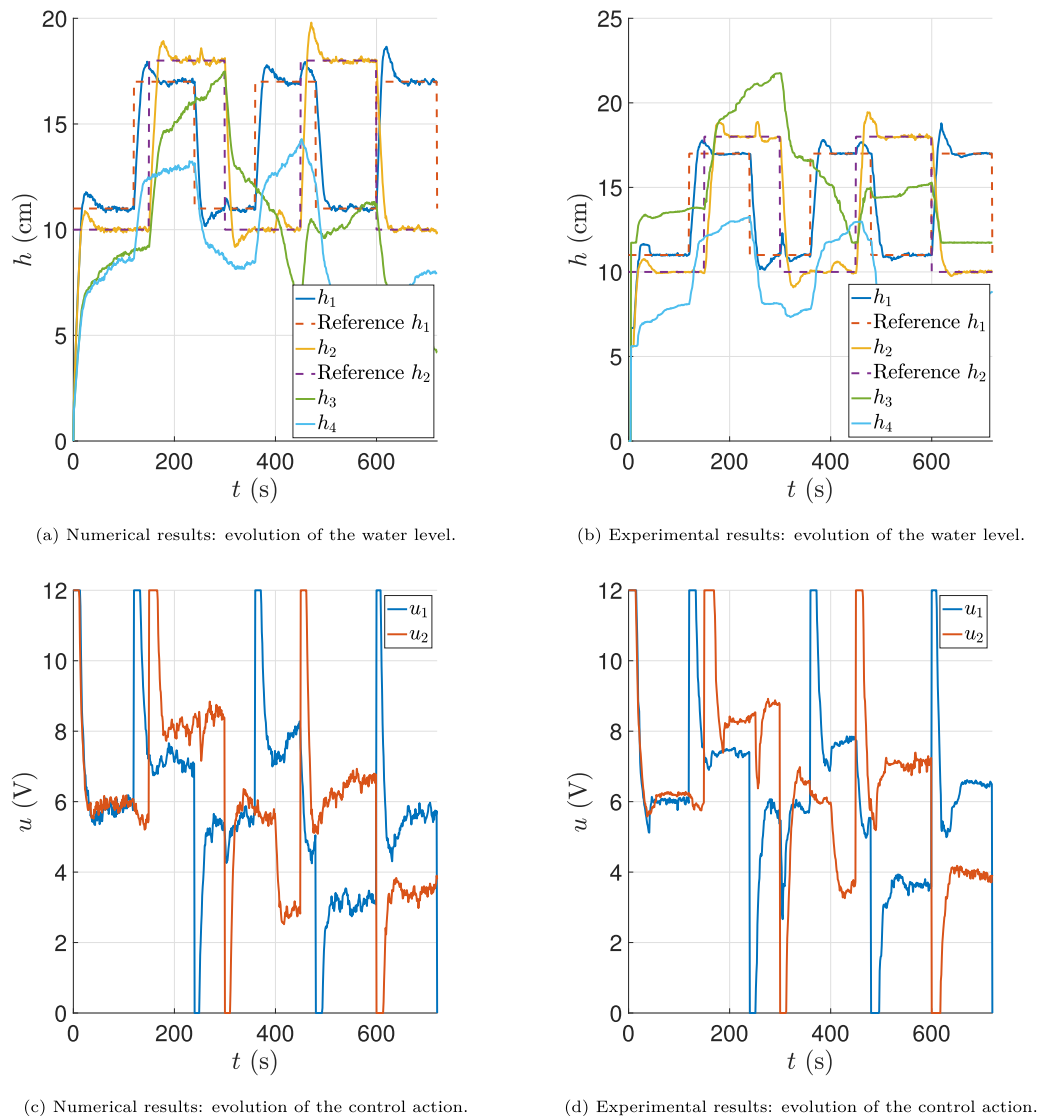 20
15
10
5
0
h (cm)
0 200 400 600
t (s)
h₁
Reference h₁
h₂
Reference h₂
h₃
h₄
(a) Numerical results: evolution of the water level.
25
20
15
10
5
0
h (cm)
0 200 400 600
t (s)
h₁
Reference h₁
h₂
Reference h₂
h₃
h₄
(b) Experimental results: evolution of the water level.
12
10
8
6
4
2
0
u (V)
0 200 400 600
t (s)
u₁
u₂
(c) Numerical results: evolution of the control action.
12
10
8
6
4
2
0
u (V)
0 200 400 600
t (s)
u₁
u₂
(d) Experimental results: evolution of the control action.